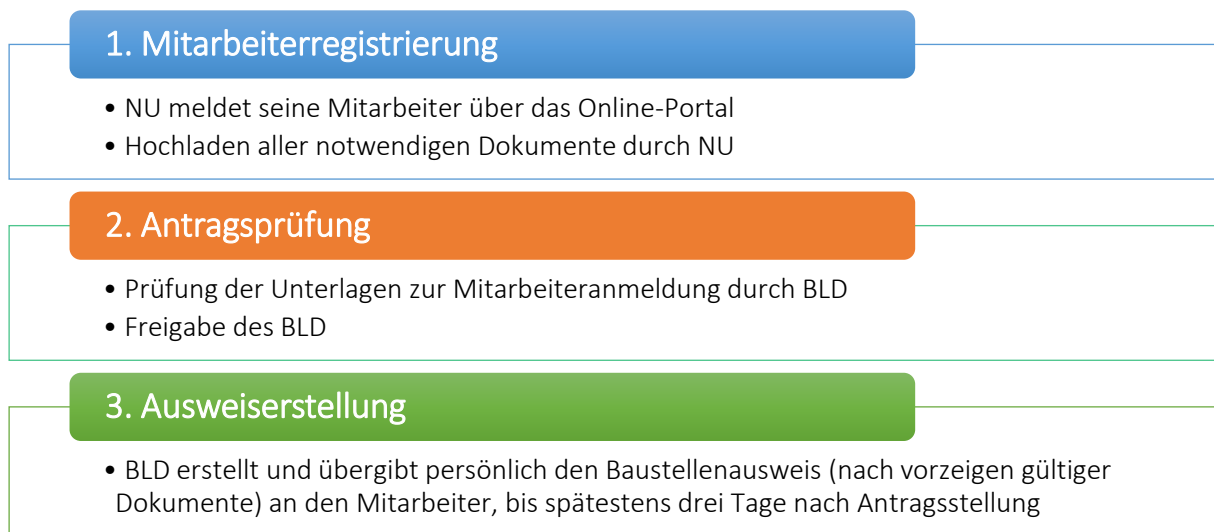 1. Mitarbeiterregistrierung
• NU meldet seine Mitarbeiter über das Online-Portal
• Hochladen aller notwendigen Dokumente durch NU
2. Antragsprüfung
• Prüfung der Unterlagen zur Mitarbeiteranmeldung durch BLD
• Freigabe des BLD
3. Ausweiserstellung
• BLD erstellt und übergibt persönlich den Baustellenausweis (nach vorzeigen gültiger
Dokumente) an den Mitarbeiter, bis spätestens drei Tage nach Antragsstellung